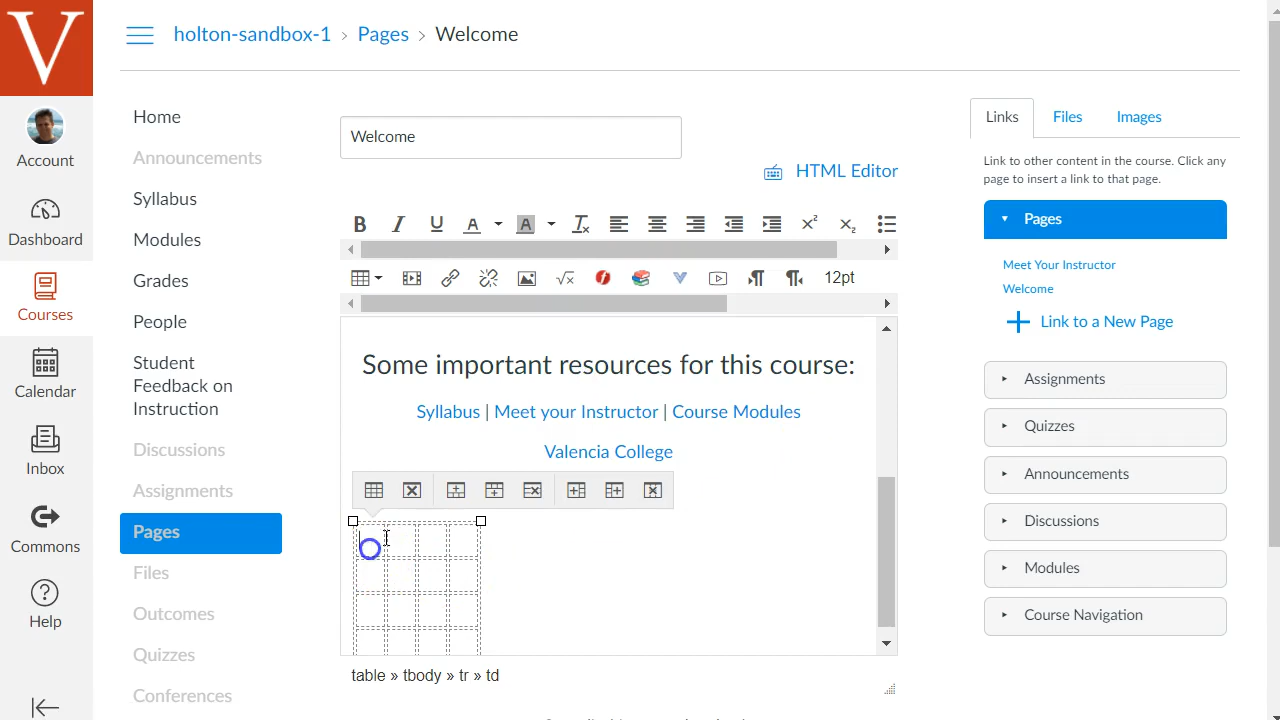 V
holton-sandbox-1 › Pages › Welcome
Account
Dashboard
Courses
Calendar
Inbox
Commons
Help
Home
Announcements
Syllabus
Modules
Grades
People
Student
Feedback on
Instruction
Discussions
Assignments
Pages
Files
Outcomes
Quizzes
Conferences
Welcome
HTML Editor
B I U A A
12pt
Some important resources for this course:
Syllabus | Meet your Instructor | Course Modules
Valencia College
table » tbody » tr » td
Links Files Images
Link to other content in the course. Click any
page to insert a link to that page.
Pages
Meet Your Instructor
Welcome
Link to a New Page
Assignments
Quizzes
Announcements
Discussions
Modules
Course Navigation